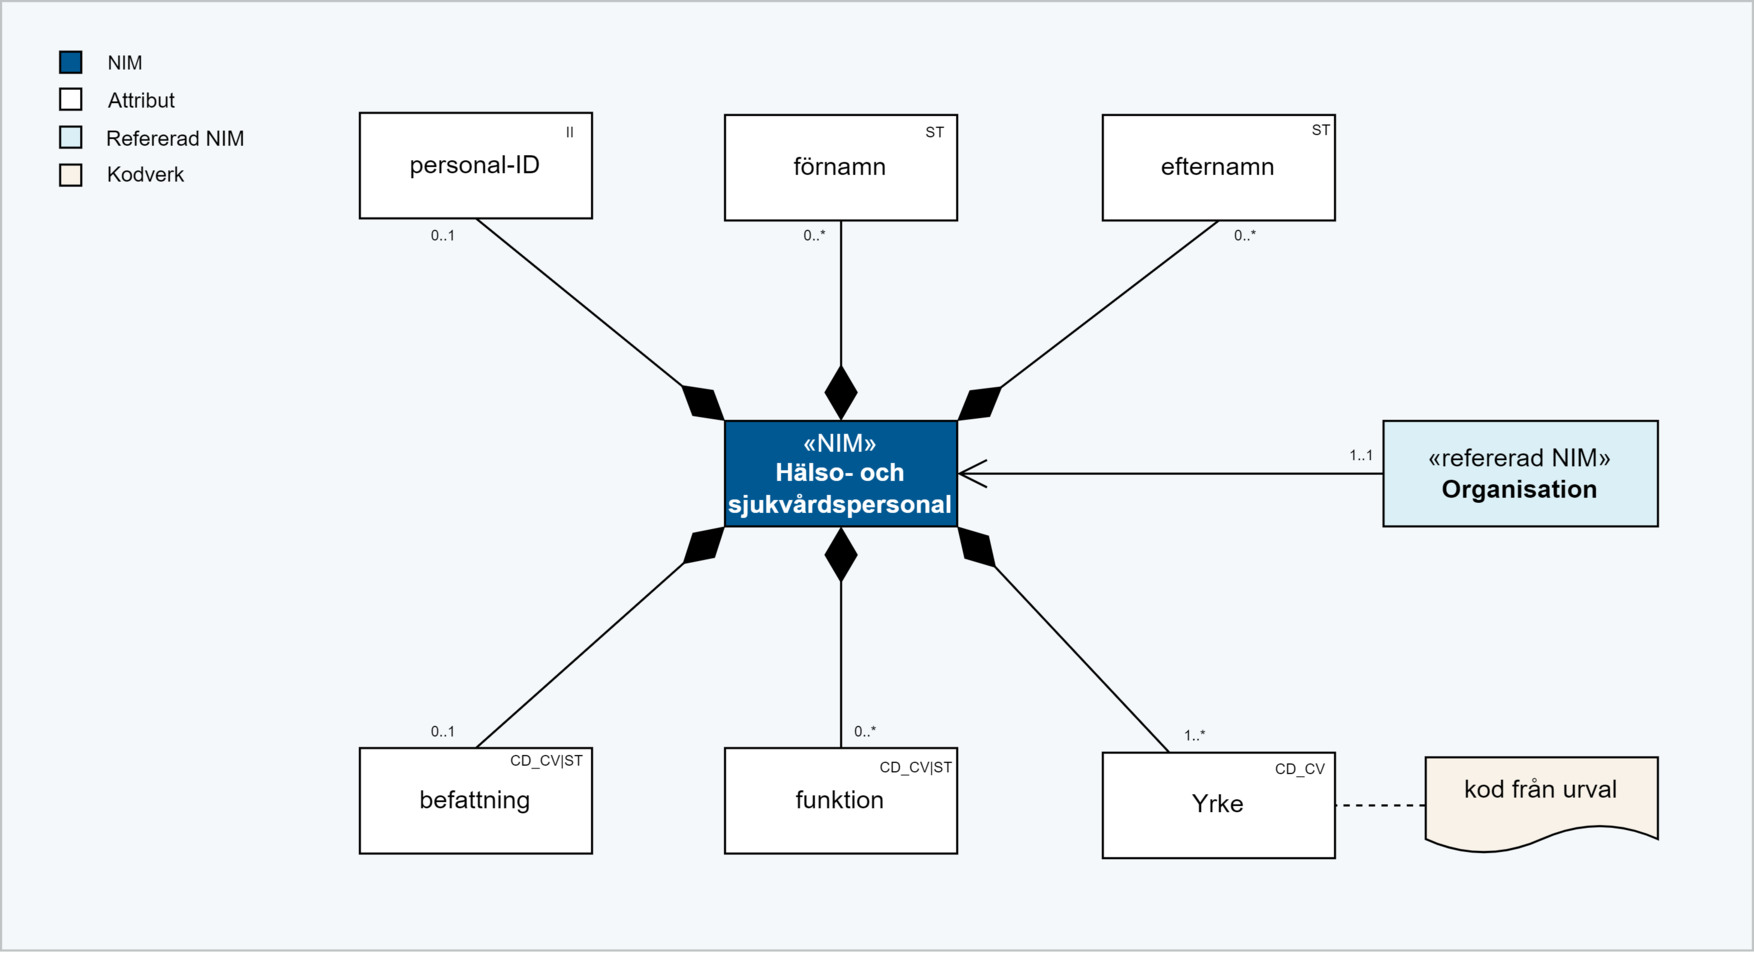 NIM
Attribut
Refererad NIM
Kodverk
II
personal-ID
0..1
ST
förnamn
0..*
ST
efternamn
0..*
«NIM»
Hälso- och
sjukvårdspersonal
1..1
«refererad NIM»
Organisation
0..1
CD_CV|ST
befattning
0..*
CD_CV|ST
funktion
1..*
CD_CV
Yrke
kod från urval